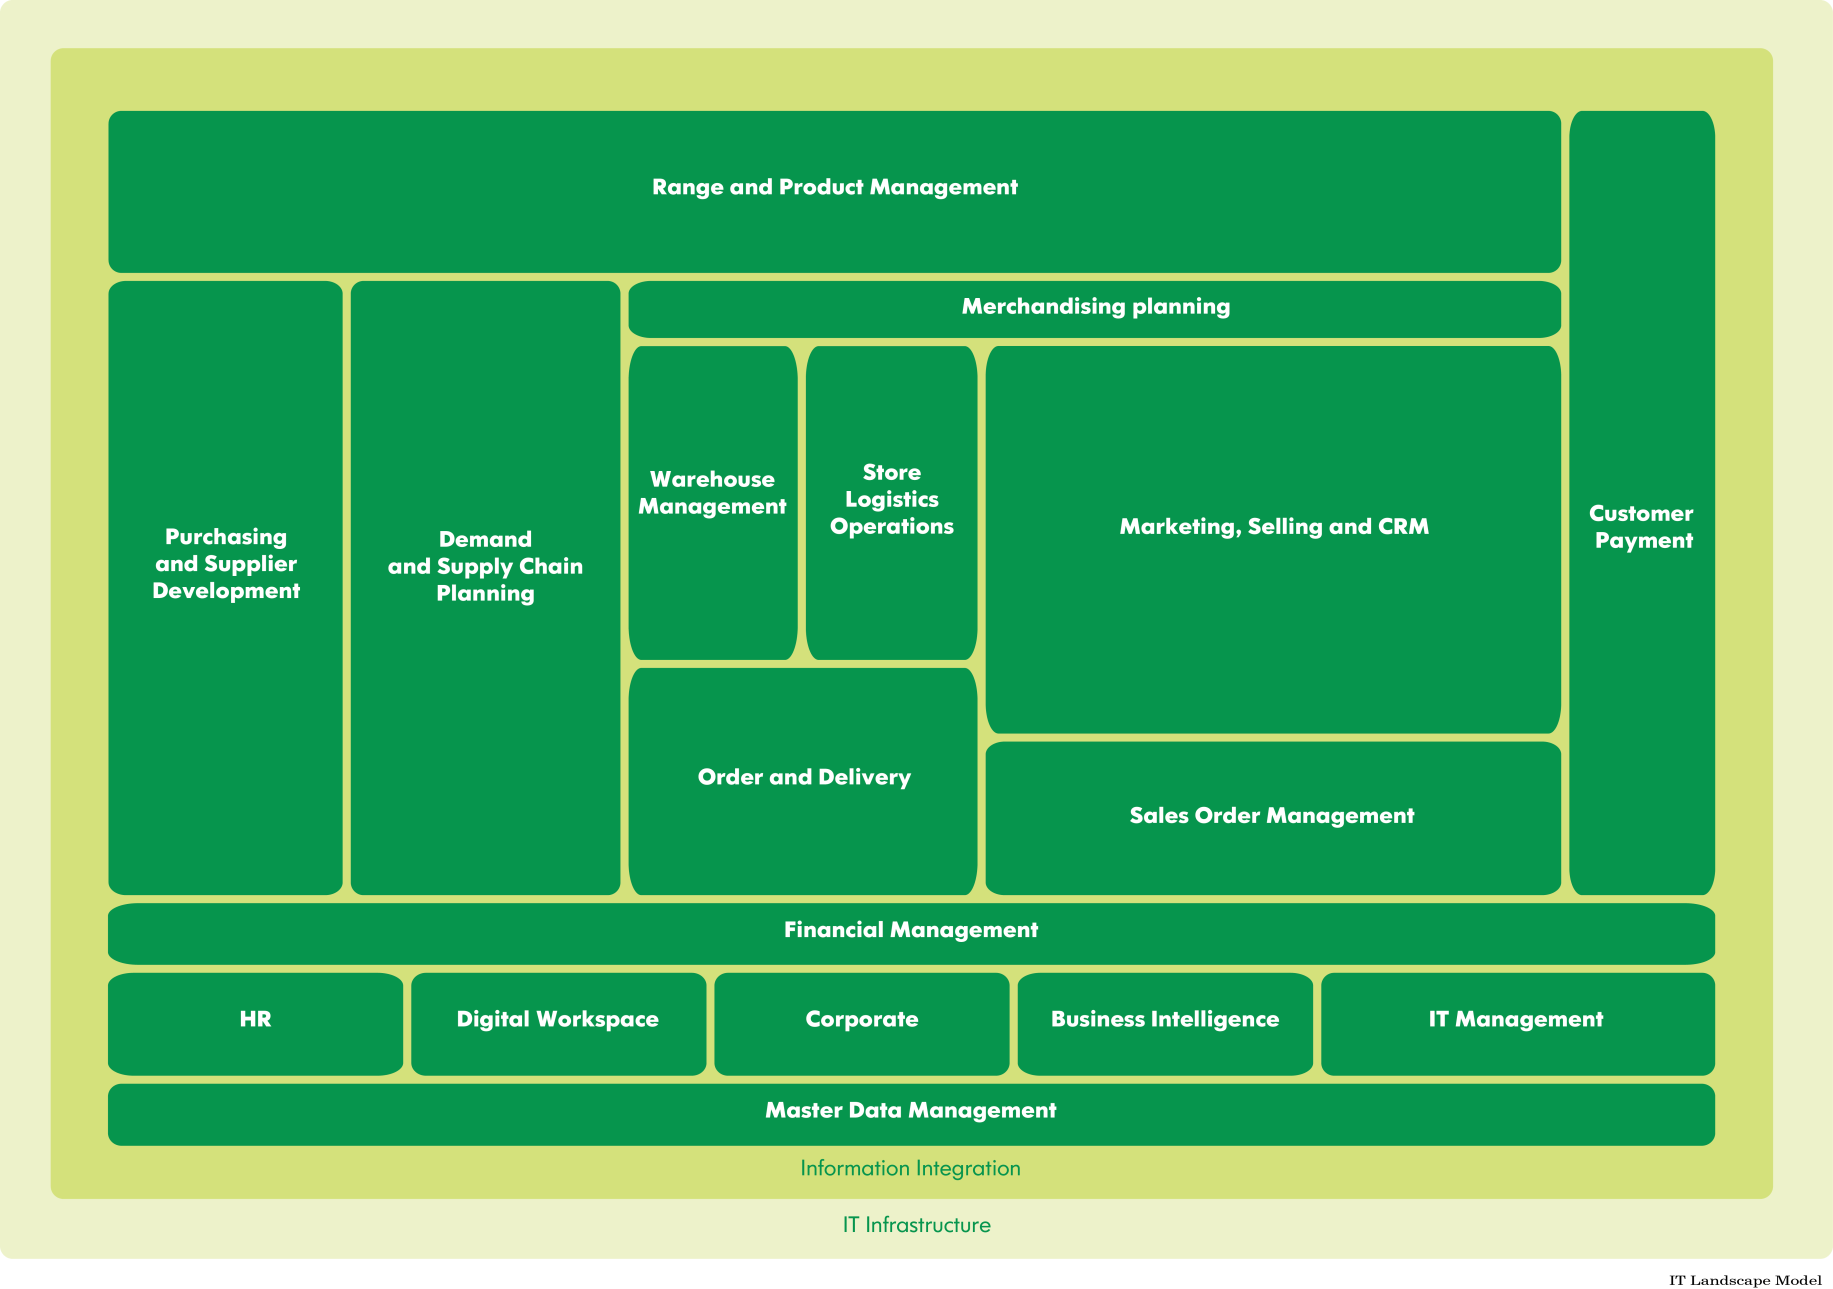 Range and Product Management
Merchandising planning
Purchasing
and Supplier
Development
Demand
and Supply Chain
Planning
Warehouse
Management
Store
Logistics
Operations
Marketing, Selling and CRM
Customer
Payment
Order and Delivery
Sales Order Management
Financial Management
HR
Digital Workspace
Corporate
Business Intelligence
IT Management
Master Data Management
Information Integration
IT Infrastructure
IT Landscape Model